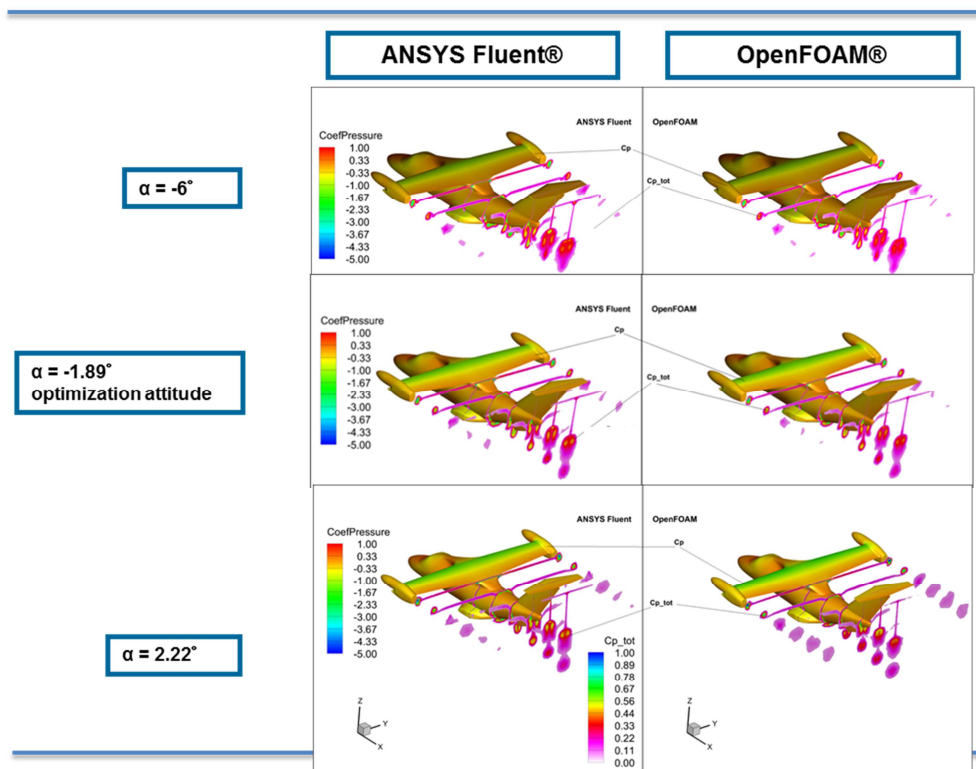 ANSYS Fluent®
OpenFOAM®
α = -6°
ANSYS Fluent
OpenFOAM
CoefPressure
1.00
0.33
-0.33
-1.00
-1.67
-2.33
-3.00
-3.67
-4.33
-5.00
Cp
Cp_tot
α = -1.89°
optimization attitude
ANSYS Fluent
OpenFOAM
CoefPressure
1.00
0.33
-0.33
-1.00
-1.67
-2.33
-3.00
-3.67
-4.33
-5.00
Cp
Cp_tot
α = 2.22°
ANSYS Fluent
OpenFOAM
CoefPressure
1.00
0.33
-0.33
-1.00
-1.67
-2.33
-3.00
-3.67
-4.33
-5.00
Cp
Cp_tot
Cp_tot
1.00
0.89
0.78
0.67
0.56
0.44
0.33
0.22
0.11
0.00
Z
Y
X
Z
Y
X